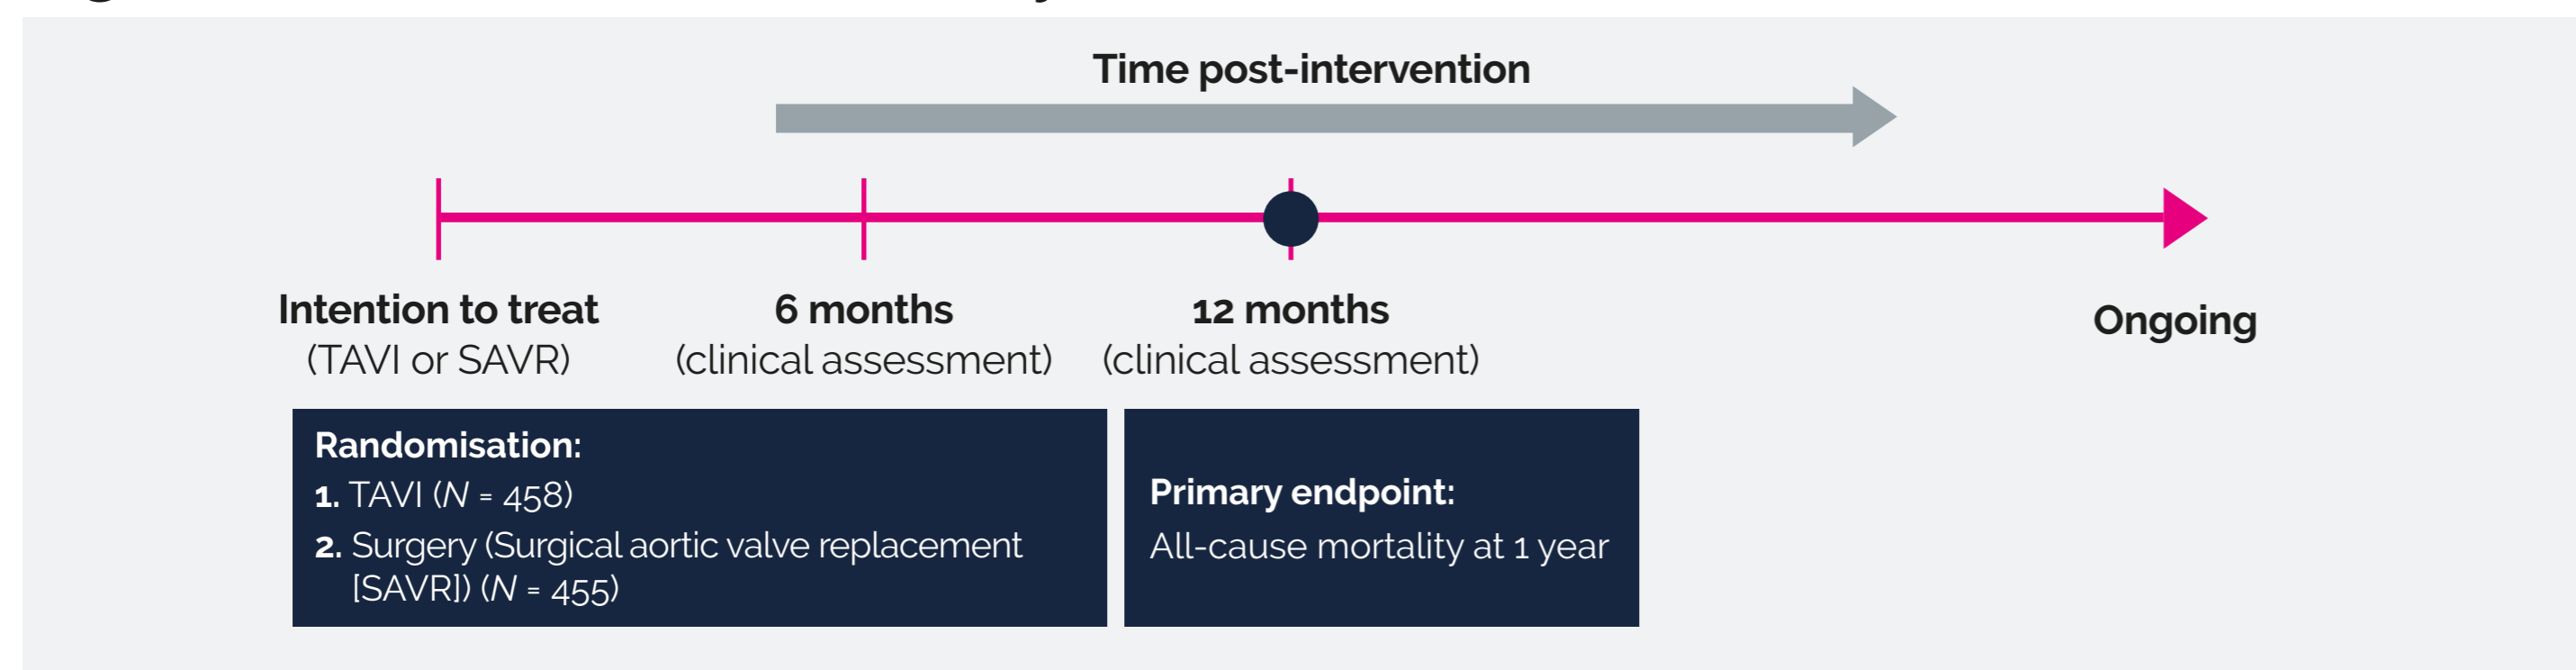 Time post-intervention
Intention to treat
(TAVI or SAVR)
6 months
(clinical assessment)
12 months
(clinical assessment)
Ongoing
Randomisation:
1. TAVI (N = 458)
2. Surgery (Surgical aortic valve replacement
[SAVR]) (N = 455)
Primary endpoint:
All-cause mortality at 1 year